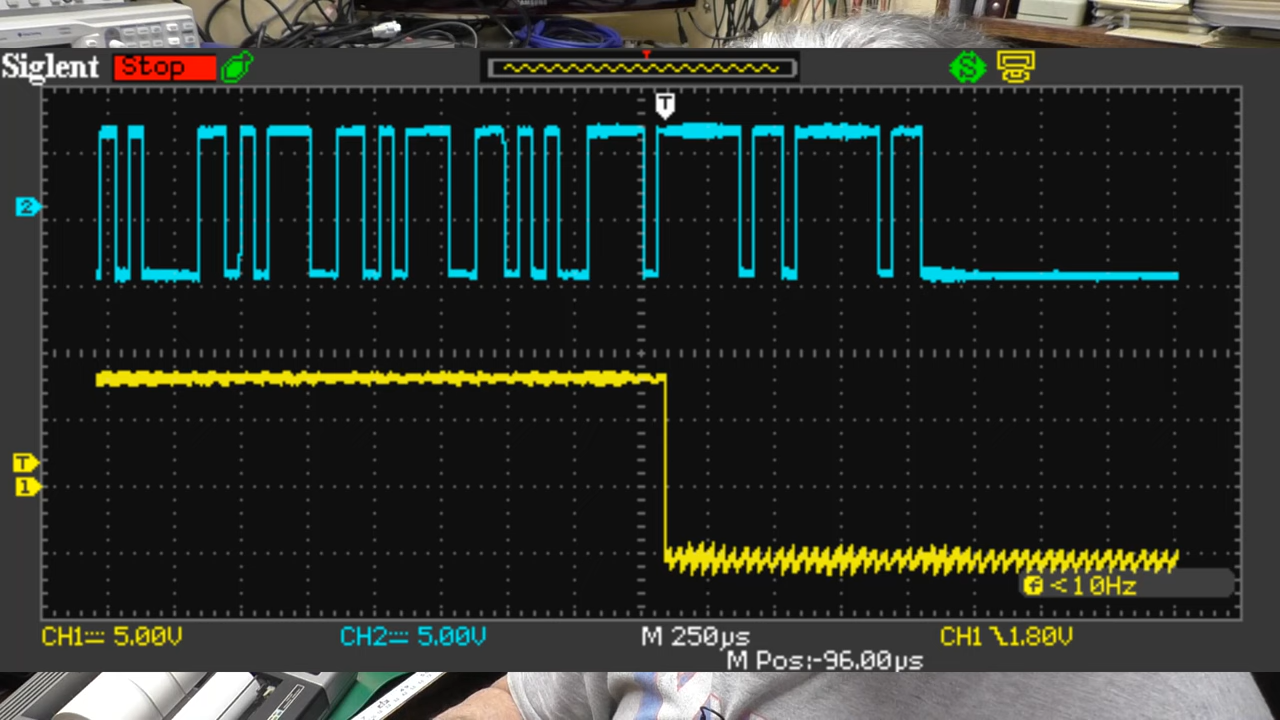 Siglent Stop
T
2
T
1
f <10Hz
CH1 5.00V CH2 5.00V M 250µs CH1 1.80V
M Pos:-96.00µs